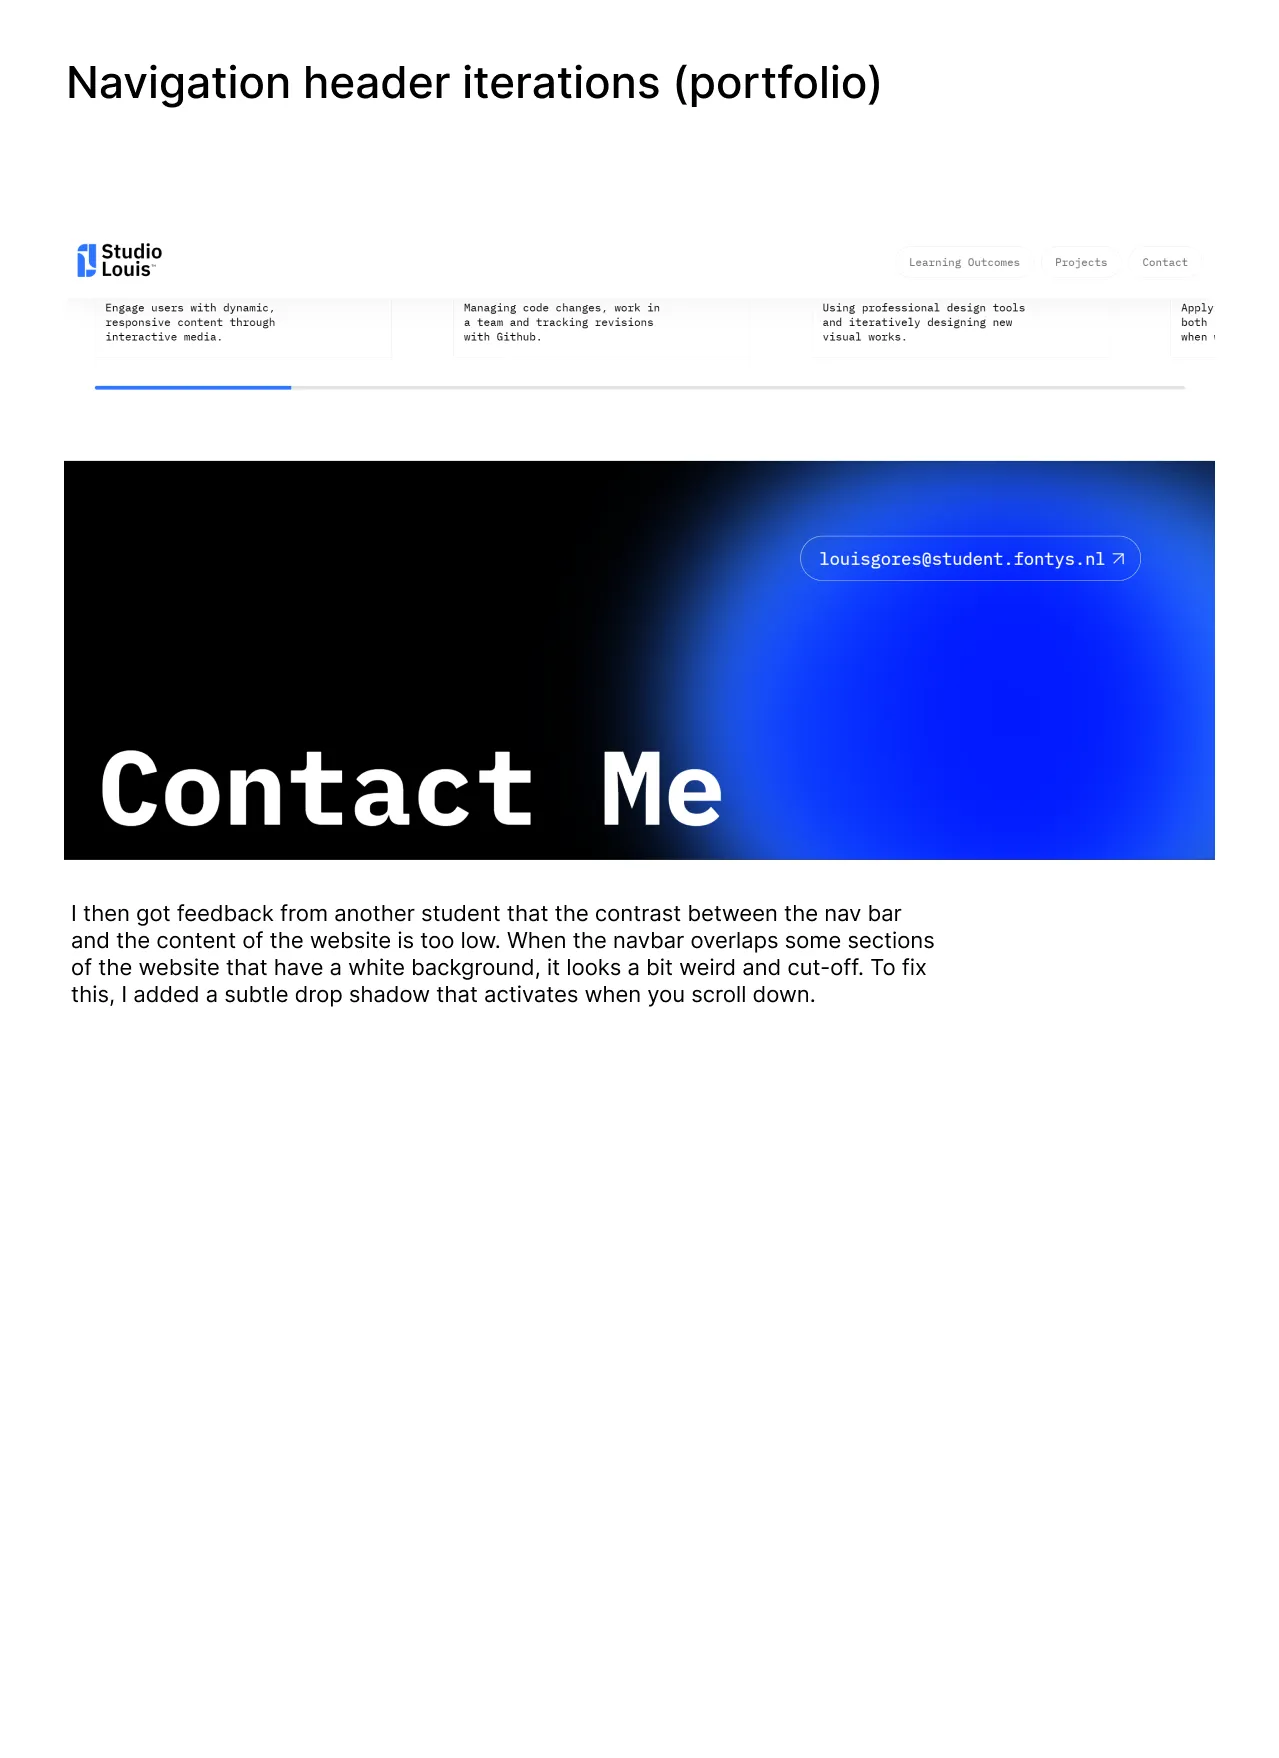 Navigation header iterations (portfolio)
Studio
Louis™
Learning Outcomes
Projects
Contact
Engage users with dynamic,
responsive content through
interactive media.
Managing code changes, work in
a team and tracking revisions
with Github.
Using professional design tools
and iteratively designing new
visual works.
Apply
both
when
louisgores@student.fontys.nl
Contact Me
I then got feedback from another student that the contrast between the nav bar
and the content of the website is too low. When the navbar overlaps some sections
of the website that have a white background, it looks a bit weird and cut-off. To fix
this, I added a subtle drop shadow that activates when you scroll down.